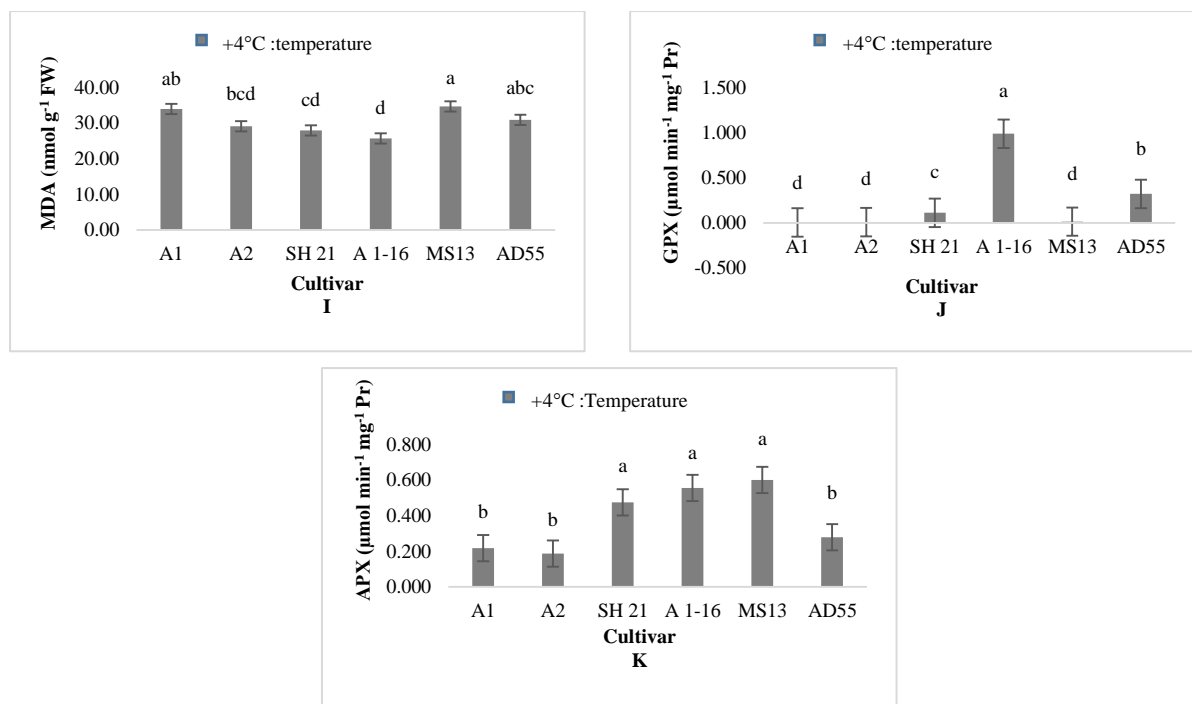 +4°C :temperature
MDA (nmol g-1 FW)
40.00
30.00
20.00
10.00
0.00
ab
bcd
cd
d
a
abc
A1 A2 SH 21 A 1-16 MS13 AD55
Cultivar
I
+4°C :temperature
GPX (µmol min-1 mg-1 Pr)
1.500
1.000
0.500
0.000
-0.500
d
d
c
a
d
b
A1 A2 SH 21 A 1-16 MS13 AD55
Cultivar
J
+4°C :Temperature
APX (µmol min-1 mg-1 Pr)
0.800
0.600
0.400
0.200
0.000
b
b
a
a
a
b
A1 A2 SH 21 A 1-16 MS13 AD55
Cultivar
K